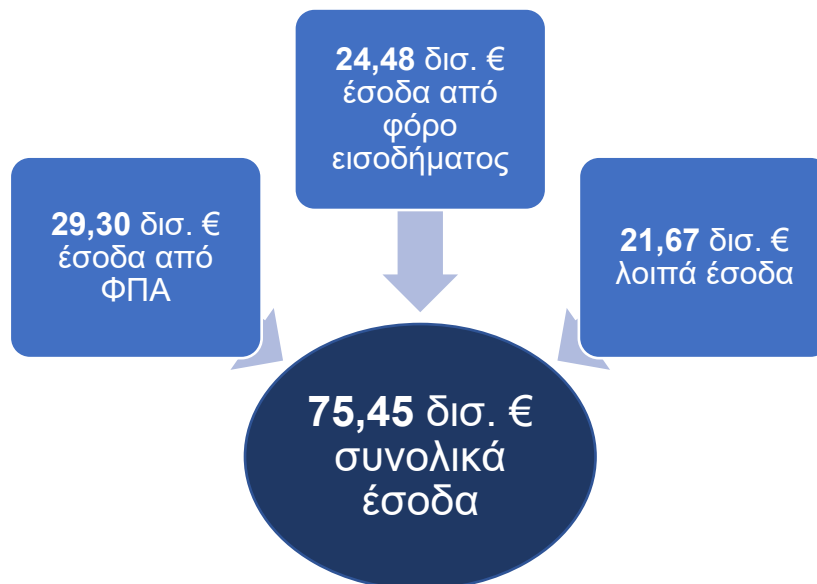 24,48 δισ. €
έσοδα από
φόρο
εισοδήματος
29,30 δισ. €
έσοδα από
ΦΠΑ
21,67 δισ. €
λοιπά έσοδα
75,45 δισ. €
συνολικά
έσοδα